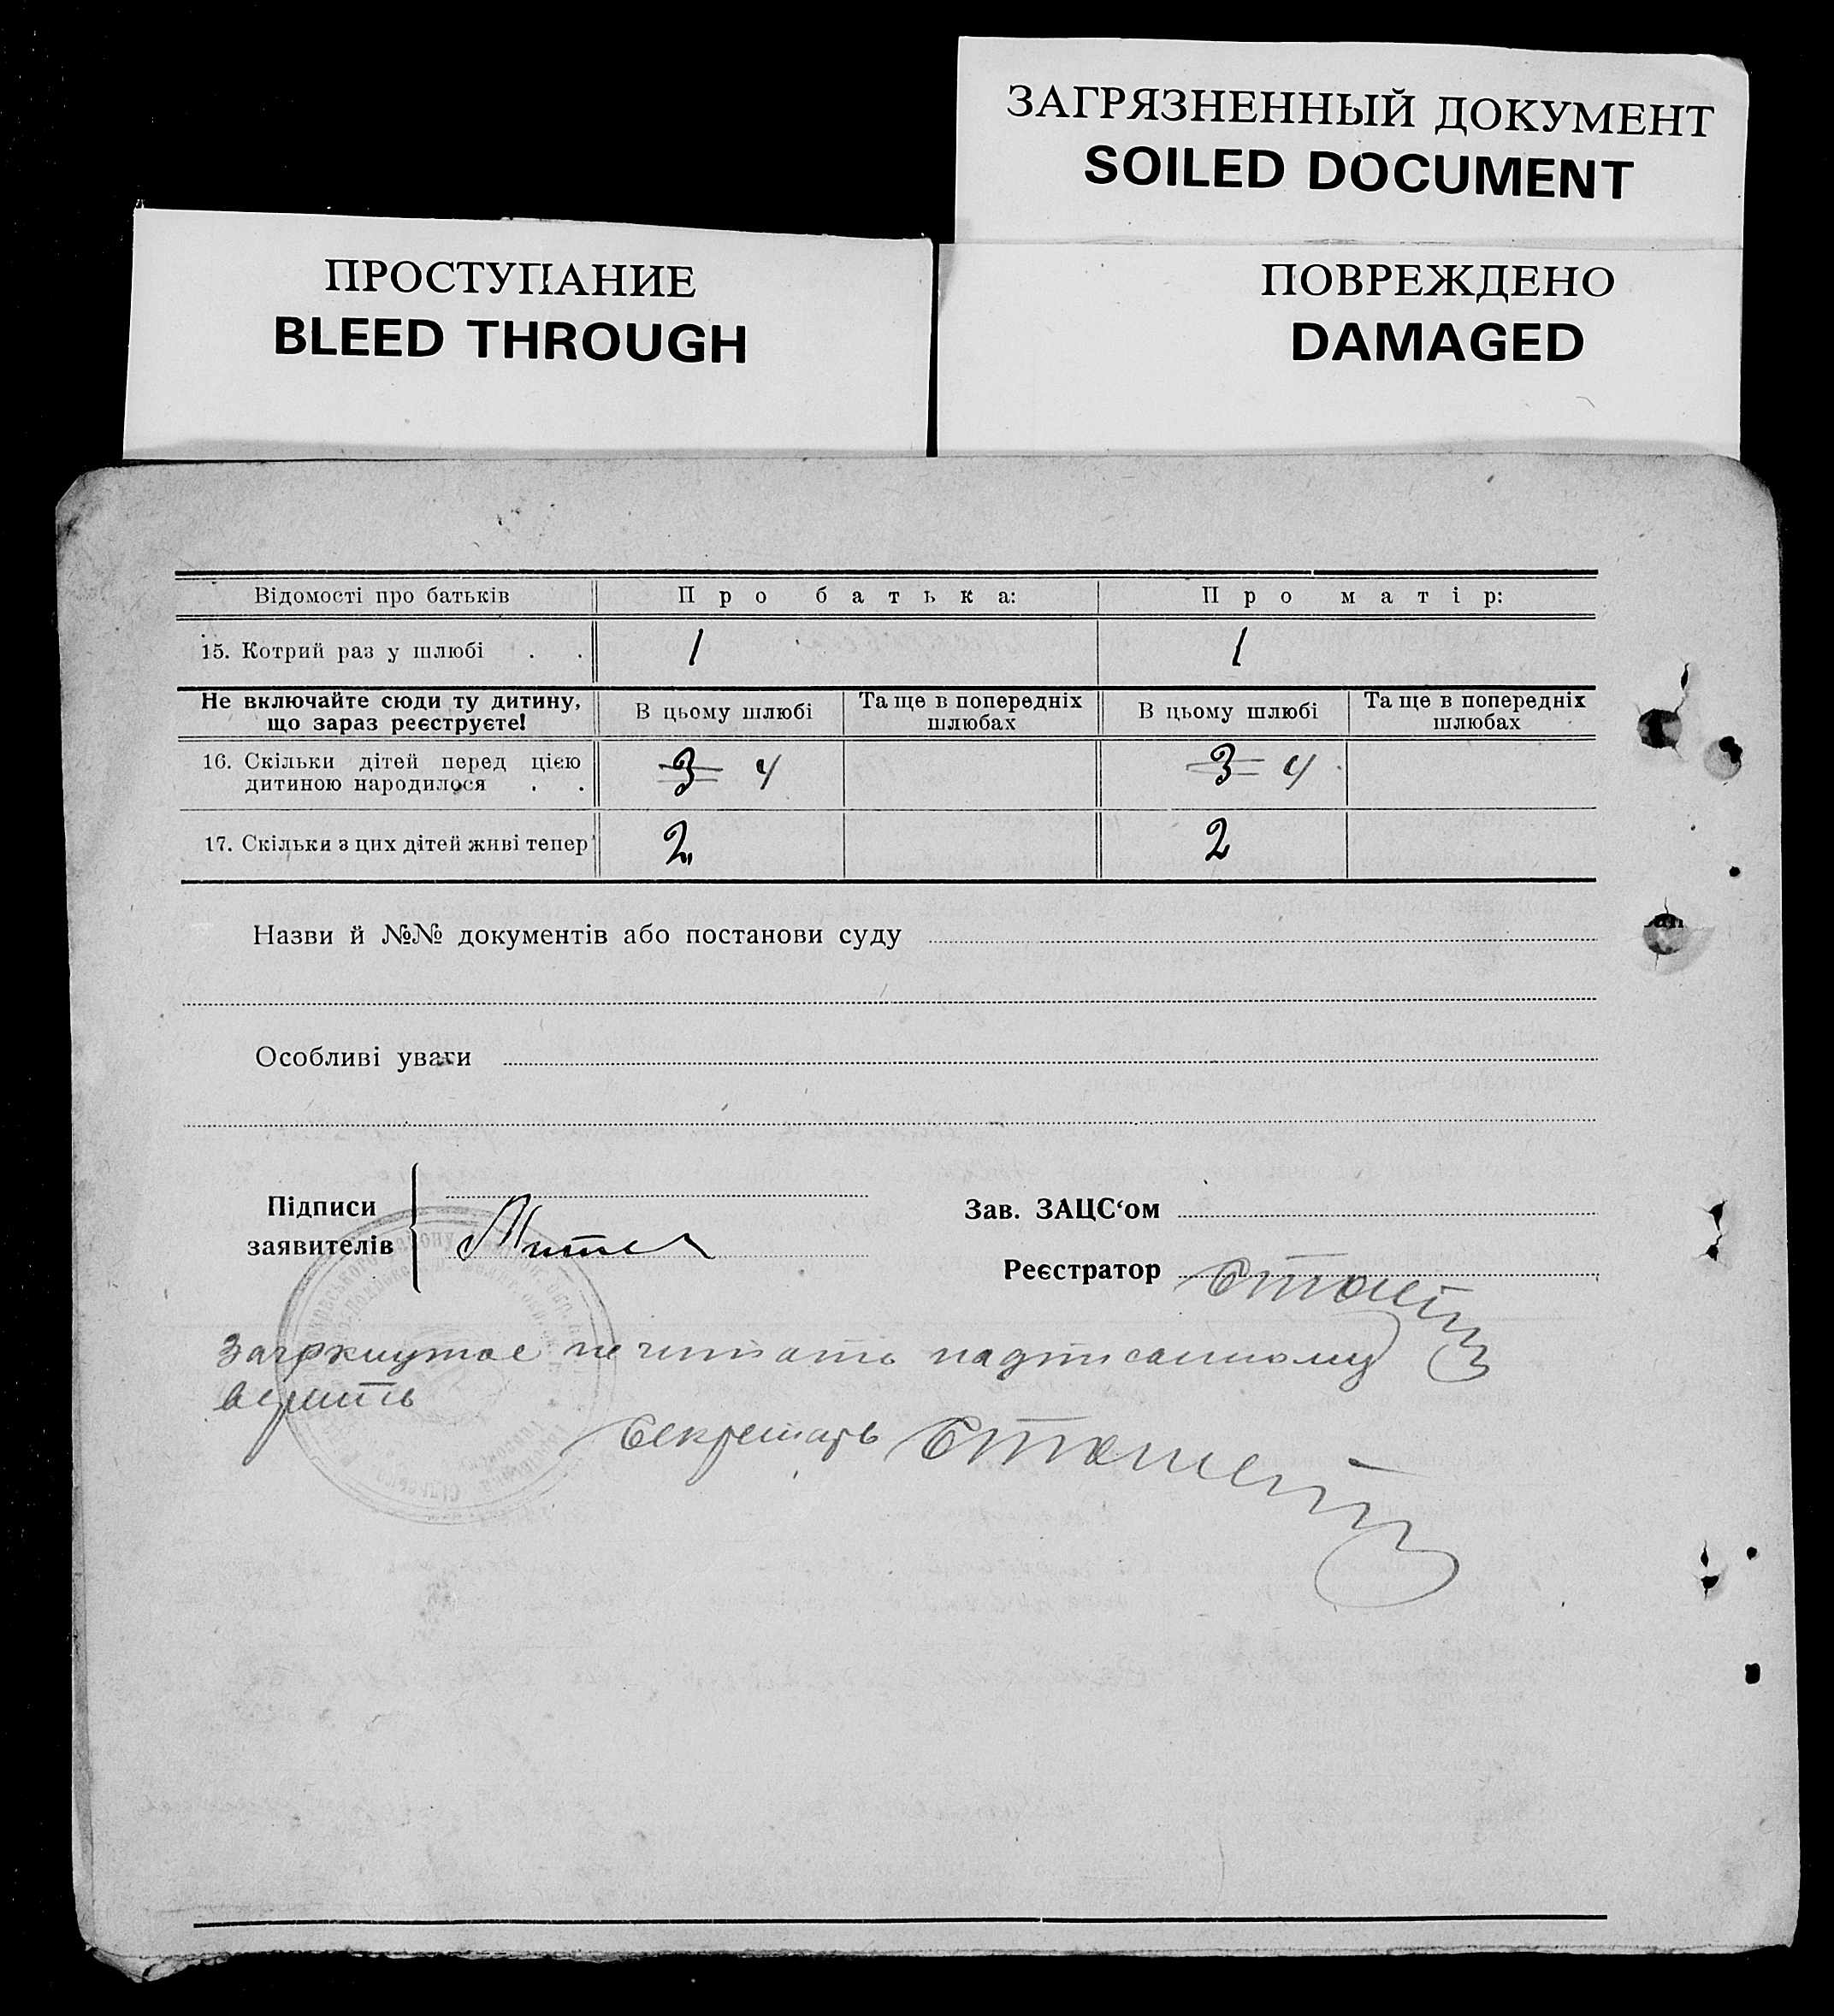 ЗАГРЯЗНЕННЫЙ ДОКУМЕНТ
SOILED DOCUMENT
ПРОСТУПАНИЕ
BLEED THROUGH
ПОВРЕЖДЕНО
DAMAGED
Відомості про батьків Про батька: Про матір:
15. Котрий раз у шлюбі . . 1 1
Не включайте сюди ту дитину, що зараз реєструєте! В цьому шлюбі Та ще в попередніх шлюбах В цьому шлюбі Та ще в попередніх шлюбах
16. Скільки дітей перед цією
дитиною народилося . . 3 4 3 4
17. Скільки з цих дітей живі тепер 2 2
Назви й №№ документів або постанови суду
Особливі уваги
Підписи
заявителів
Зав. ЗАЦС‘ом
Реєстратор
не читать надписанному
верить
Секретарь